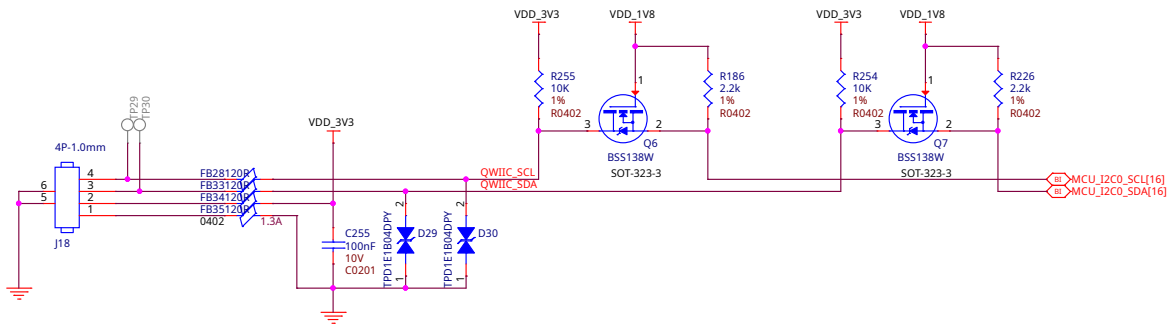 VDD_3V3
VDD_1V8
VDD_3V3
VDD_1V8
R255
10K
1%
R0402
1
3
2
Q6
BSS138W
SOT-323-3
R186
2.2k
1%
R0402
R254
10K
1%
R0402
1
3
2
Q7
BSS138W
SOT-323-3
R226
2.2k
1%
R0402
TP29
TP30
VDD_3V3
4P-1.0mm
6
5
4
3
2
1
J18
FB28120R
FB33120R
FB34120R
FB35120R
0402
1.3A
QWIIC_SCL
QWIIC_SDA
MCU_I2C0_SCL[16]
MCU_I2C0_SDA[16]
BI
BI
C255
100nF
10V
C0201
TPD1E1B04DPY
2
D29
1
TPD1E1B04DPY
2
D30
1